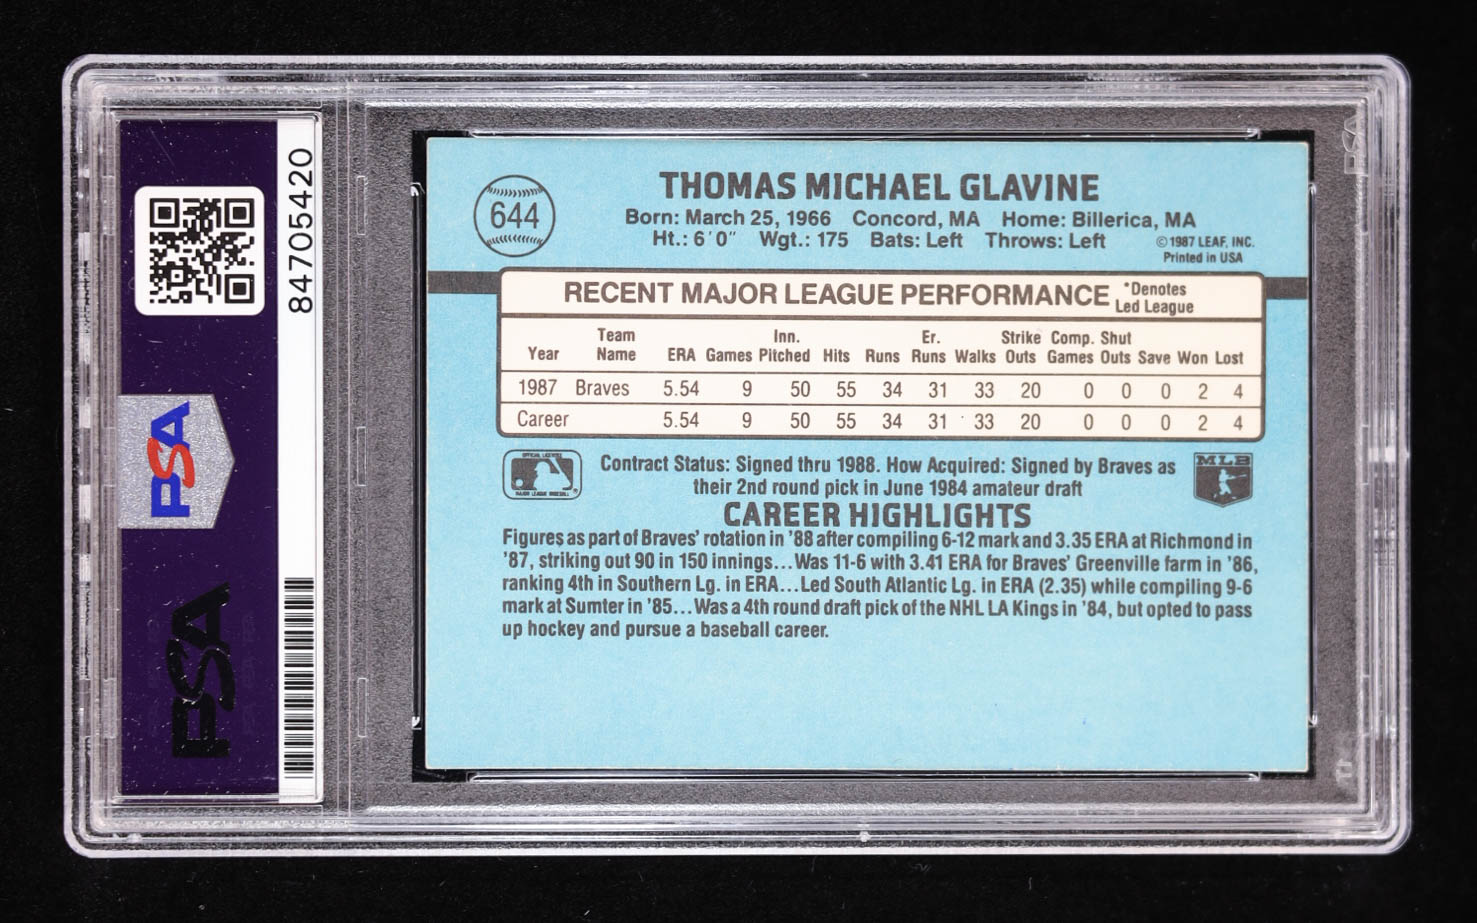 84705420
PSA
PSA
644
THOMAS MICHAEL GLAVINE
Born: March 25, 1966 Concord, MA Home: Billerica, MA
Ht.: 6'0" Wgt.: 175 Bats: Left Throws: Left
©1987 LEAF, INC.
Printed in USA
RECENT MAJOR LEAGUE PERFORMANCE *Denotes
Led League
Team Inn. Er. Strike Comp. Shut
Year Name ERA Games Pitched Hits Runs Runs Walks Outs Games Outs Save Won Lost
1987 Braves 5.54 9 50 55 34 31 33 20 0 0 0 2 4
Career 5.54 9 50 55 34 31 33 20 0 0 0 2 4
Contract Status: Signed thru 1988. How Acquired: Signed by Braves as
their 2nd round pick in June 1984 amateur draft
MLB
CAREER HIGHLIGHTS
Figures as part of Braves' rotation in '88 after compiling 6-12 mark and 3.35 ERA at Richmond in
'87, striking out 90 in 150 innings...Was 11-6 with 3.41 ERA for Braves' Greenville farm in '86,
ranking 4th in Southern Lg. in ERA...Led South Atlantic Lg. in ERA (2.35) while compiling 9-6
mark at Sumter in '85...Was a 4th round draft pick of the NHL LA Kings in '84, but opted to pass
up hockey and pursue a baseball career.